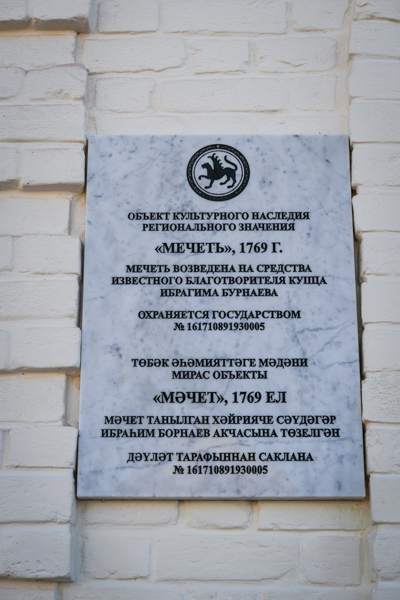 ОБЪЕКТ КУЛЬТУРНОГО НАСЛЕДИЯ
РЕГИОНАЛЬНОГО ЗНАЧЕНИЯ
«МЕЧЕТЬ», 1769 Г.
МЕЧЕТЬ ВОЗВЕДЕНА НА СРЕДСТВА
ИЗВЕСТНОГО БЛАГОТВОРИТЕЛЯ КУПЦА
ИБРАГИМА БУРНАЕВА
ОХРАНЯЕТСЯ ГОСУДАРСТВОМ
№ 161710891930005
ТӨБӘК ӘҺӘМИЯТТӘГЕ МӘДӘНИ
МИРАС ОБЪЕКТЫ
«МӘЧЕТ», 1769 ЕЛ
МӘЧЕТ ТАНЫЛГАН ХӘЙРИЯЧЕ СӘҮДӘГӘР
ИБРАҺИМ БОРНАЕВ АКЧАСЫНА ТӨЗЕЛГӘН
ДӘҮЛӘТ ТАРАФЫННАН САКЛАНА
№ 161710891930005